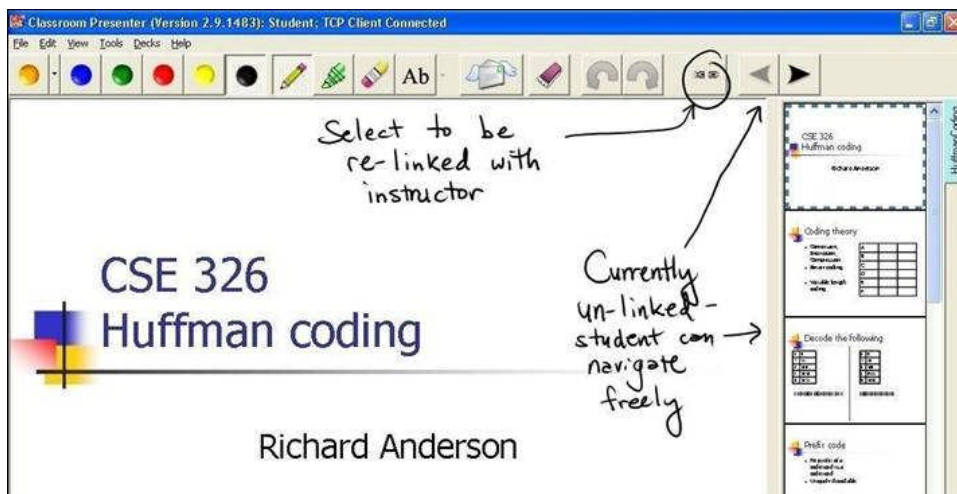 Classroom Presenter (Version 2.9.1483): Student; TCP Client Connected
File Edit View Tools Decks Help
Ab
Select to be
re-linked with
instructor
CSE 326
Huffman coding
Richard Anderson
Currently
un-linked-
student can
navigate
freely
CSE 326
Huffman coding
Richard Anderson
Coding theory
Decode the following
Prefix code
HuffmanCoding